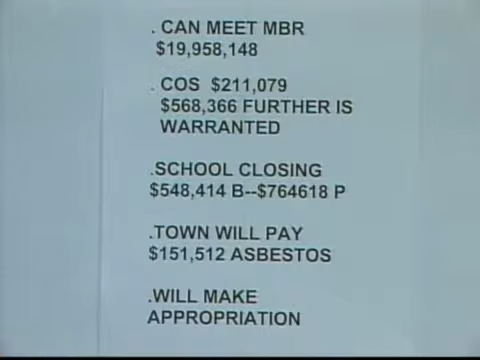 . CAN MEET MBR
$19,958,148
. COS $211,079
$568,366 FURTHER IS
WARRANTED
.SCHOOL CLOSING
$548,414 B--$764618 P
.TOWN WILL PAY
$151,512 ASBESTOS
.WILL MAKE
APPROPRIATION